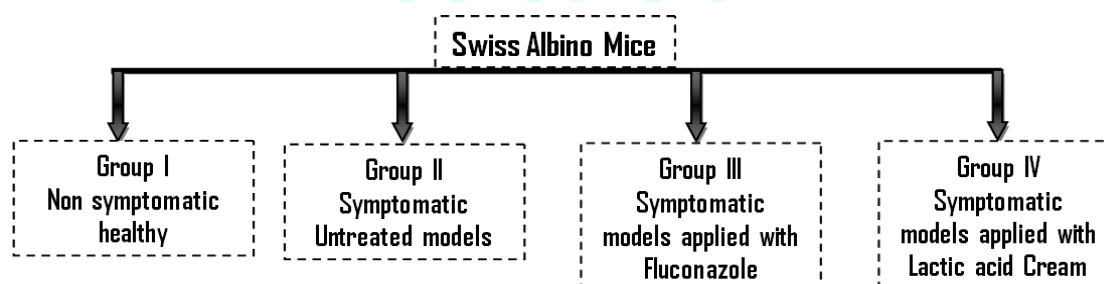 Swiss Albino Mice
Group I
Non symptomatic
healthy
Group II
Symptomatic
Untreated models
Group III
Symptomatic
models applied with
Fluconazole
Group IV
Symptomatic
models applied with
Lactic acid Cream